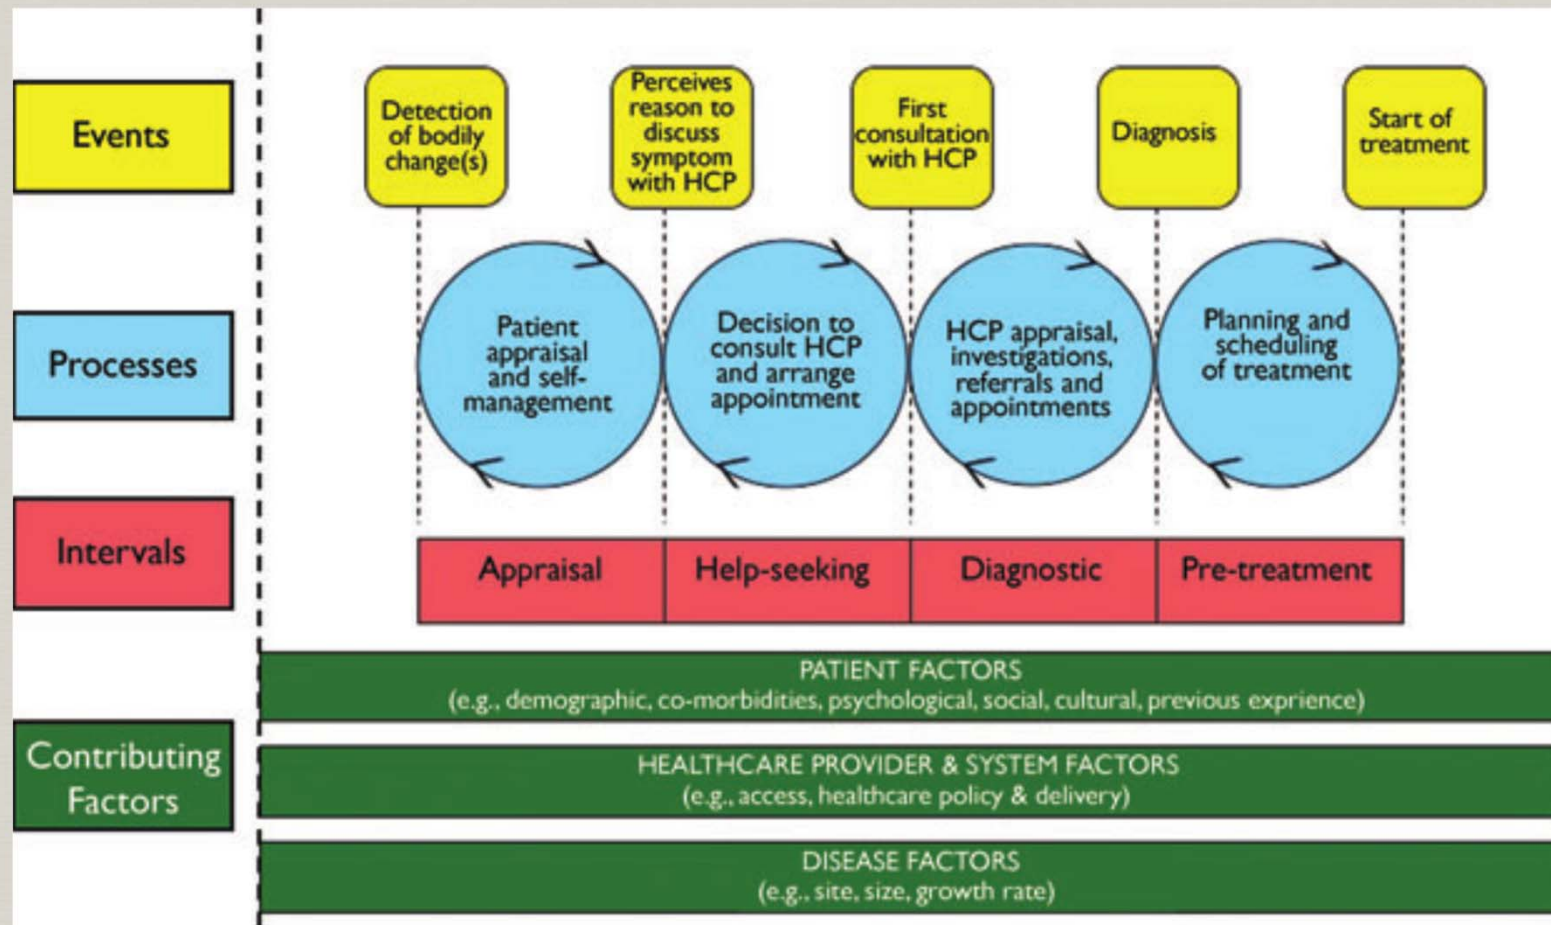 Events
Detection
of bodily
change(s)
Perceives
reason to
discuss
symptom
with HCP
First
consultation
with HCP
Diagnosis
Start of
treatment
Processes
Patient
appraisal
and self-
management
Decision to
consult HCP
and arrange
appointment
HCP appraisal,
investigations,
referrals and
appointments
Planning and
scheduling
of treatment
Intervals
Appraisal
Help-seeking
Diagnostic
Pre-treatment
Contributing
Factors
PATIENT FACTORS
(e.g., demographic, co-morbidities, psychological, social, cultural, previous exprience)
HEALTHCARE PROVIDER & SYSTEM FACTORS
(e.g., access, healthcare policy & delivery)
DISEASE FACTORS
(e.g., site, size, growth rate)